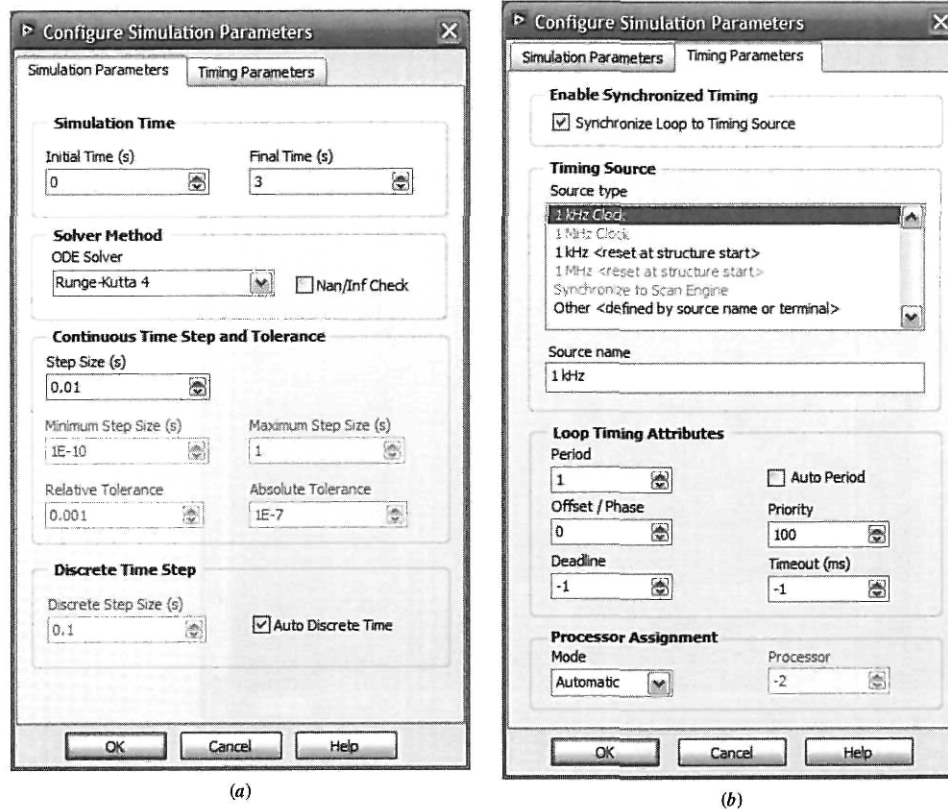 Configure Simulation Parameters
Simulation Parameters
Timing Parameters
Simulation Time
Initial Time (s)
Final Time (s)
0
3
Solver Method
ODE Solver
Runge-Kutta 4
Nan/Inf Check
Continuous Time Step and Tolerance
Step Size (s)
0.01
Minimum Step Size (s)
Maximum Step Size (s)
1E-10
1
Relative Tolerance
Absolute Tolerance
0.001
1E-7
Discrete Time Step
Discrete Step Size (s)
0.1
Auto Discrete Time
OK
Cancel
Help
(a)
Configure Simulation Parameters
Simulation Parameters
Timing Parameters
Enable Synchronized Timing
Synchronize Loop to Timing Source
Timing Source
Source type
1 kHz Clock
1 MHz Clock
1 kHz <reset at structure start>
1 MHz <reset at structure start>
Synchronize to Scan Engine
Other <defined by source name or terminal>
Source name
1 kHz
Loop Timing Attributes
Period
1
Auto Period
Offset / Phase
Priority
0
100
Deadline
Timeout (ms)
-1
-1
Processor Assignment
Mode
Processor
Automatic
-2
OK
Cancel
Help
(b)